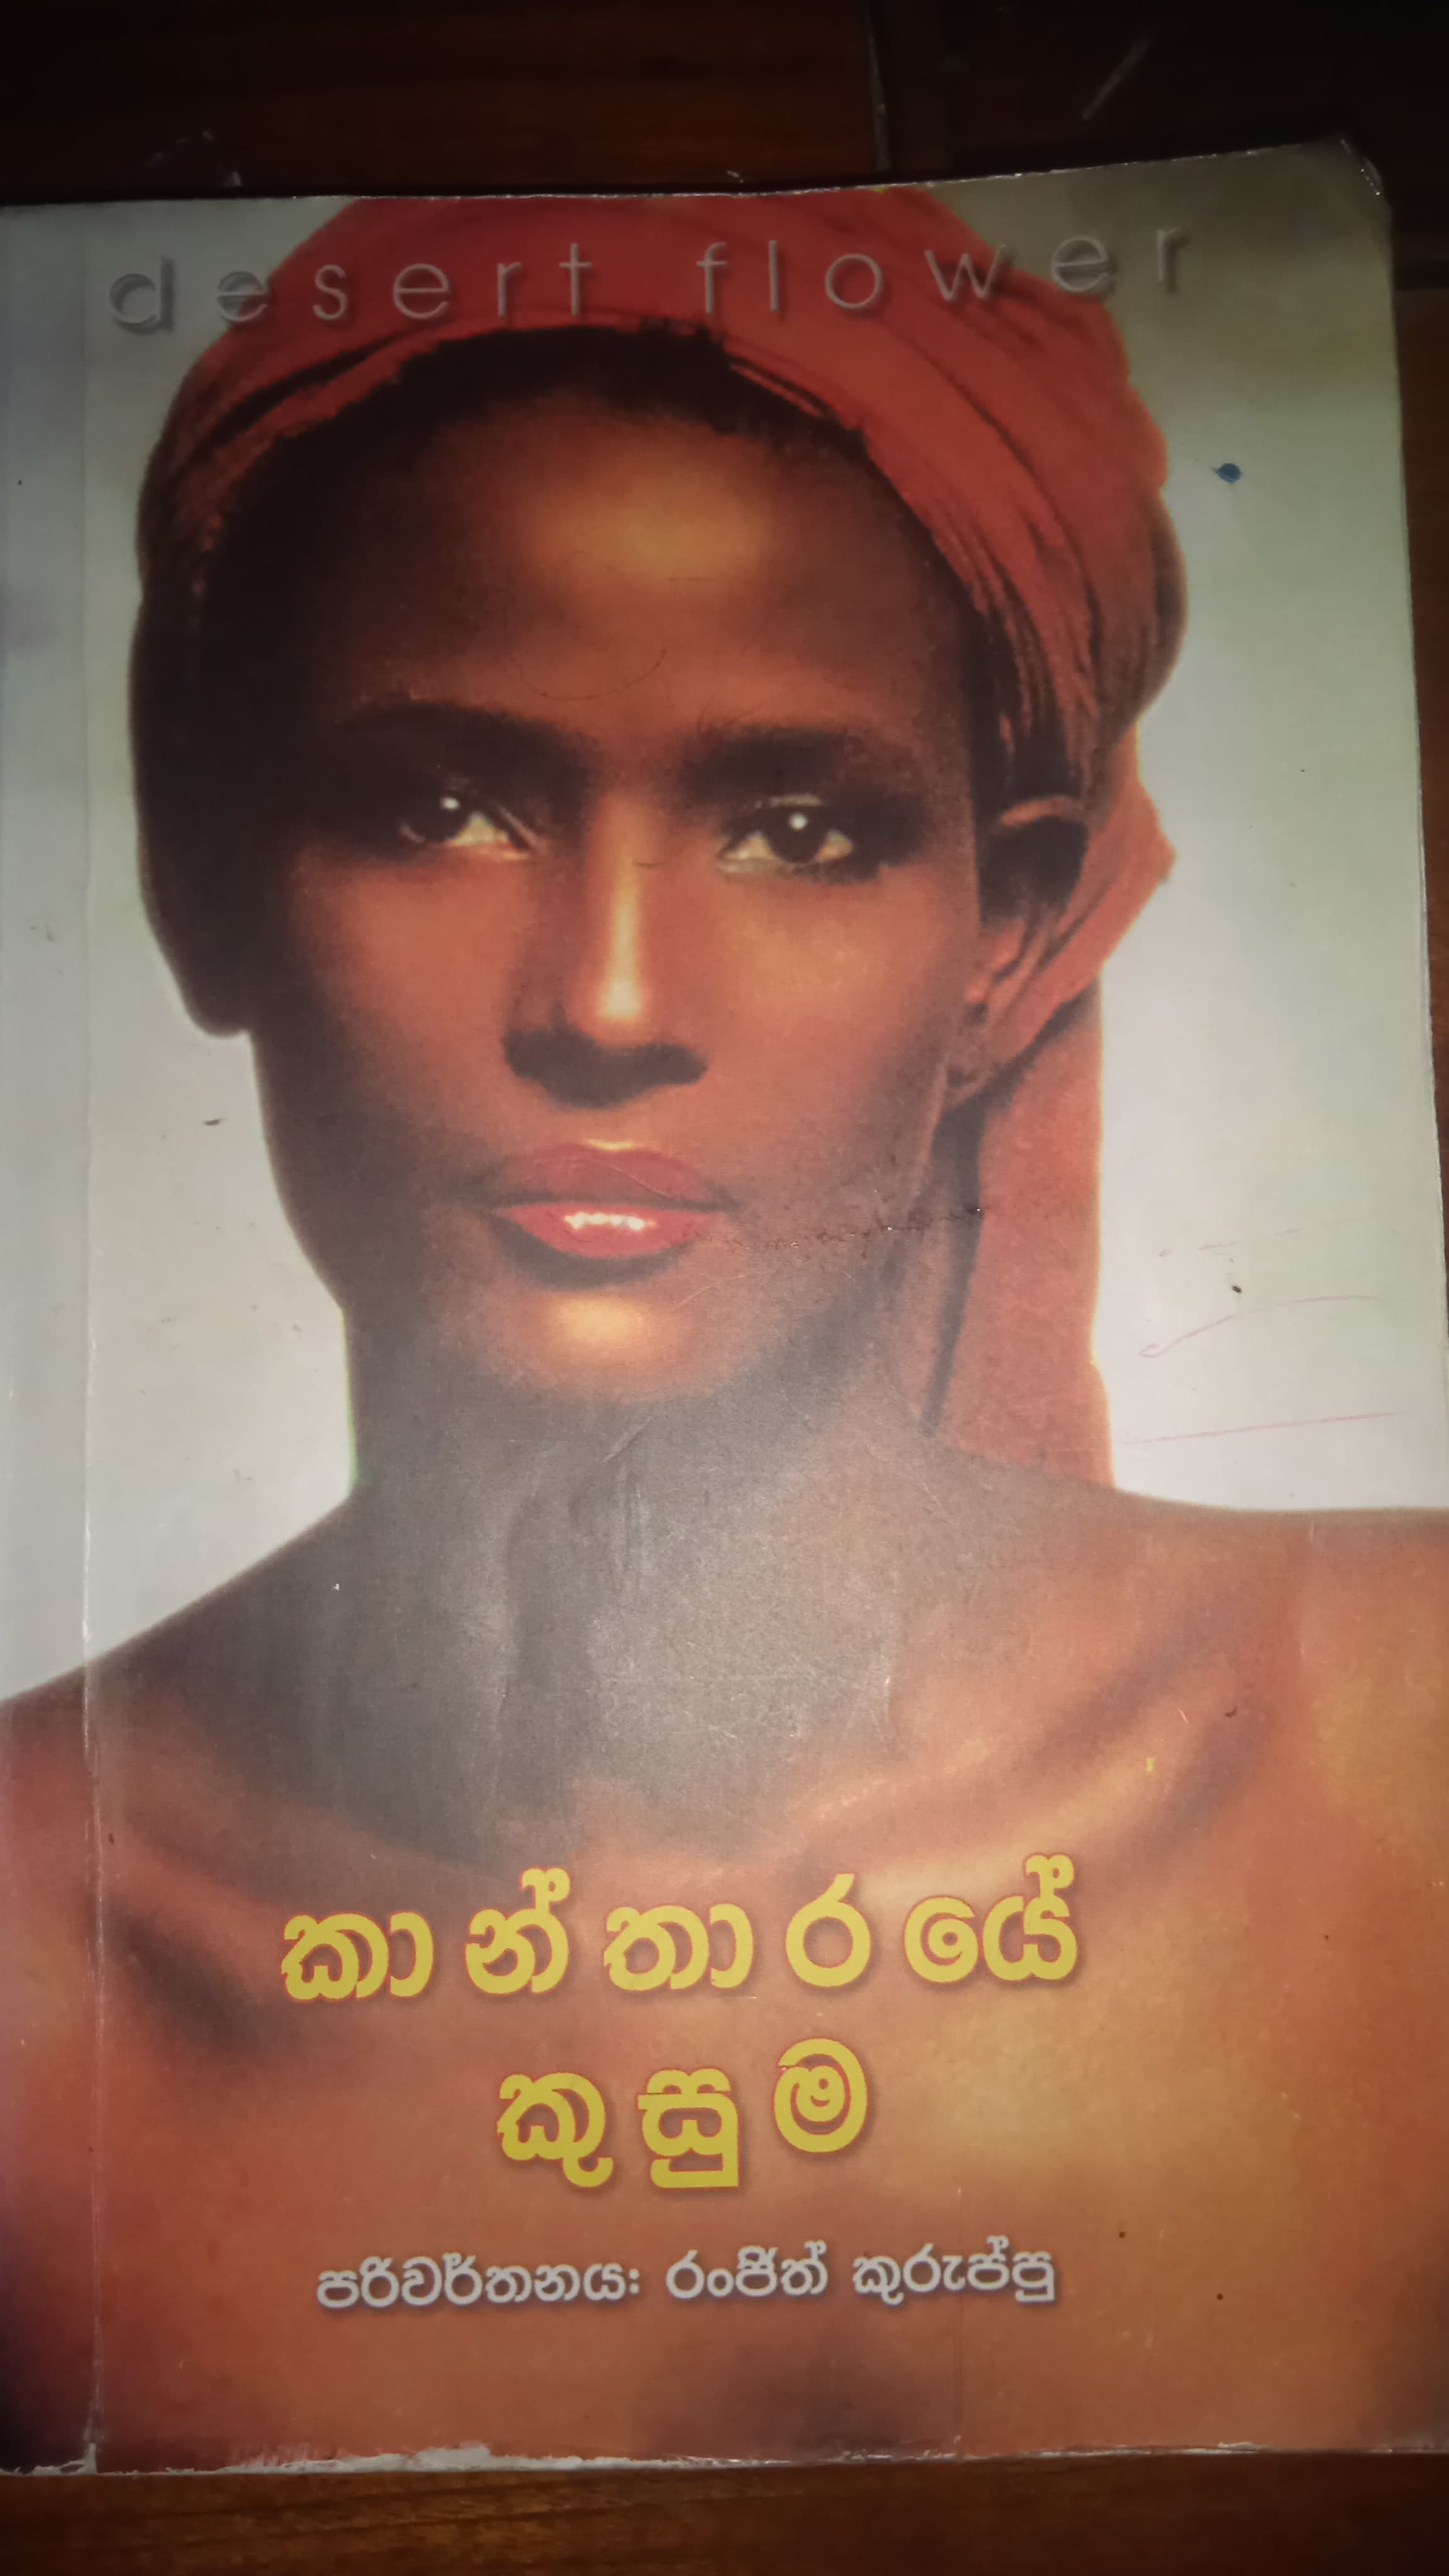 desert flower
කාන්තාරයේ
කුසුම
පරිවර්තනය: රංජිත් කුරුප්පු